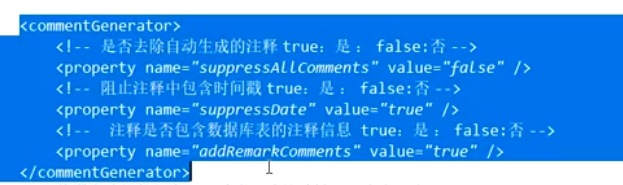 <commentGenerator>
<!-- 是否去除自动生成的注释 true：是 ： false:否 -->
<property name="suppressAllComments" value="false" />
<!-- 阻止注释中包含时间戳 true：是 ： false:否 -->
<property name="suppressDate" value="true" />
<!-- 注释是否包含数据库表的注释信息 true：是 ： false:否 -->
<property name="addRemarkComments" value="true" />
</commentGenerator>